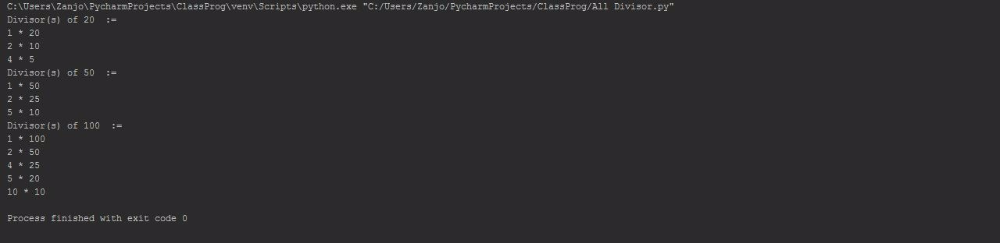 C:\Users\Zanjo\PycharmProjects\ClassProg\venv\Scripts\python.exe "C:/Users/Zanjo/PycharmProjects/ClassProg/All Divisor.py"
Divisor(s) of 20  :=
1 * 20
2 * 10
4 * 5
Divisor(s) of 50  :=
1 * 50
2 * 25
5 * 10
Divisor(s) of 100  :=
1 * 100
2 * 50
4 * 25
5 * 20
10 * 10
Process finished with exit code 0